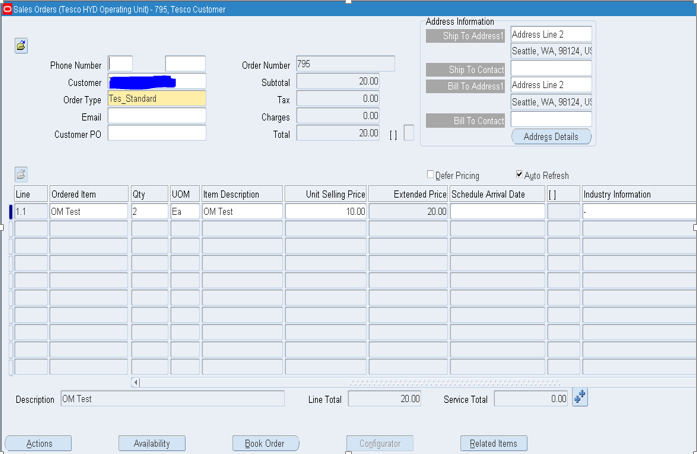 Sales Orders (Tesco HYD Operating Unit) - 795, Tesco Customer
Address Information
Phone Number Order Number 795 Ship To Address1 Address Line 2
Seattle, WA, 98124, US
Customer Subtotal 20.00 Ship To Contact
Order Type Tes_Standard Tax 0.00 Bill To Address1 Address Line 2
Email Charges 0.00 Seattle, WA, 98124, US
Customer PO Total 20.00 [ ] Bill To Contact
Address Details
Defer Pricing Auto Refresh
Line Ordered Item Qty UOM Item Description Unit Selling Price Extended Price Schedule Arrival Date [ ] Industry Information
1.1 OM Test 2 Ea OM Test 10.00 20.00 -
Description OM Test Line Total 20.00 Service Total 0.00
Actions Availability Book Order Configurator Related Items